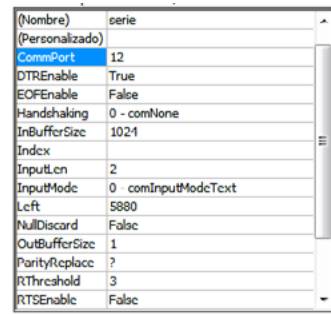 (Nombre) serie
(Personalizado)
CommPort 12
DTREnable True
EOFEnable False
Handshaking 0 - comNone
InBufferSize 1024
Index
InputLen 2
InputMode 0 - comInputModeText
Left 5880
NullDiscard False
OutBufferSize 1
ParityReplace ?
RThreshold 3
RTSEnable False